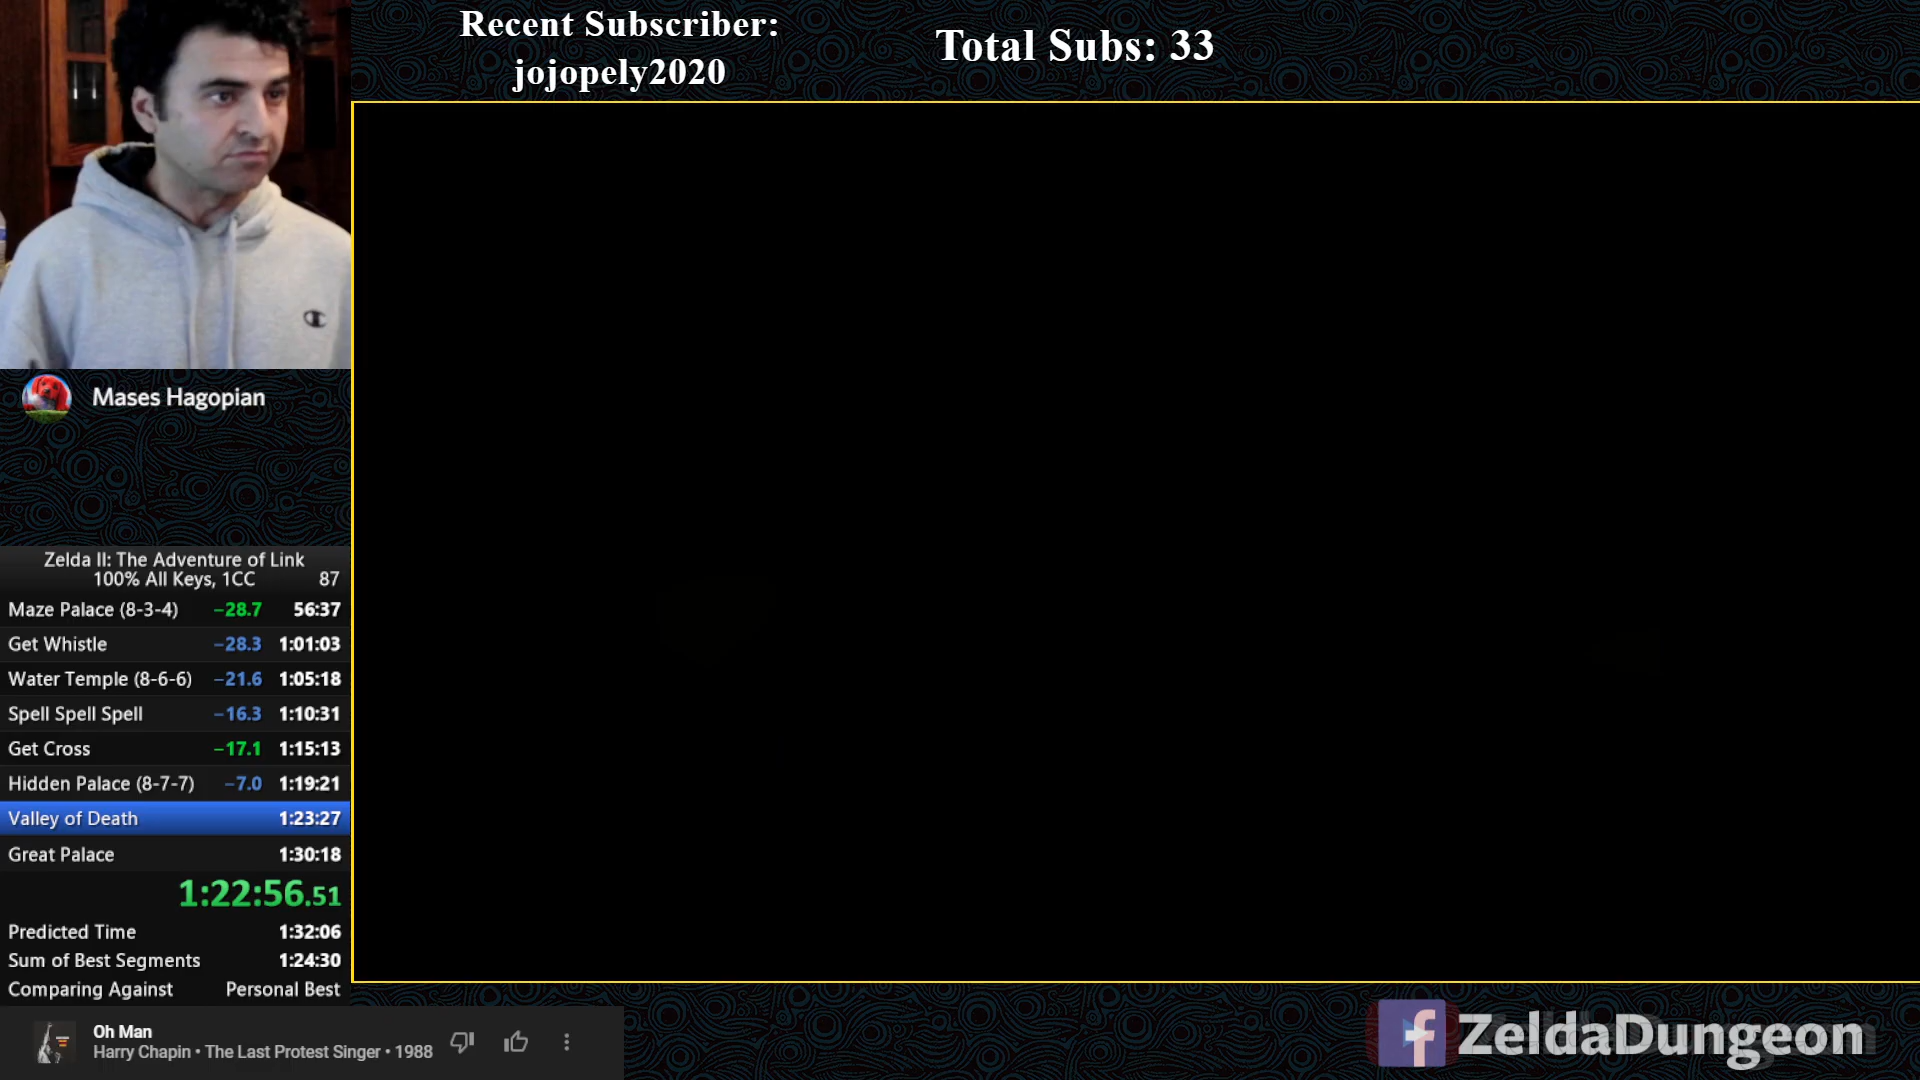 Recent Subscriber:
jojopely2020
Total Subs: 33
Mases Hagopian
Zelda II: The Adventure of Link
100% All Keys, 1CC 87
Maze Palace (8-3-4) −28.7 56:37
Get Whistle −28.3 1:01:03
Water Temple (8-6-6) −21.6 1:05:18
Spell Spell Spell −16.3 1:10:31
Get Cross −17.1 1:15:13
Hidden Palace (8-7-7) −7.0 1:19:21
Valley of Death 1:23:27
Great Palace 1:30:18
1:22:56.51
Predicted Time 1:32:06
Sum of Best Segments 1:24:30
Comparing Against Personal Best
Oh Man
Harry Chapin • The Last Protest Singer • 1988
ZeldaDungeon